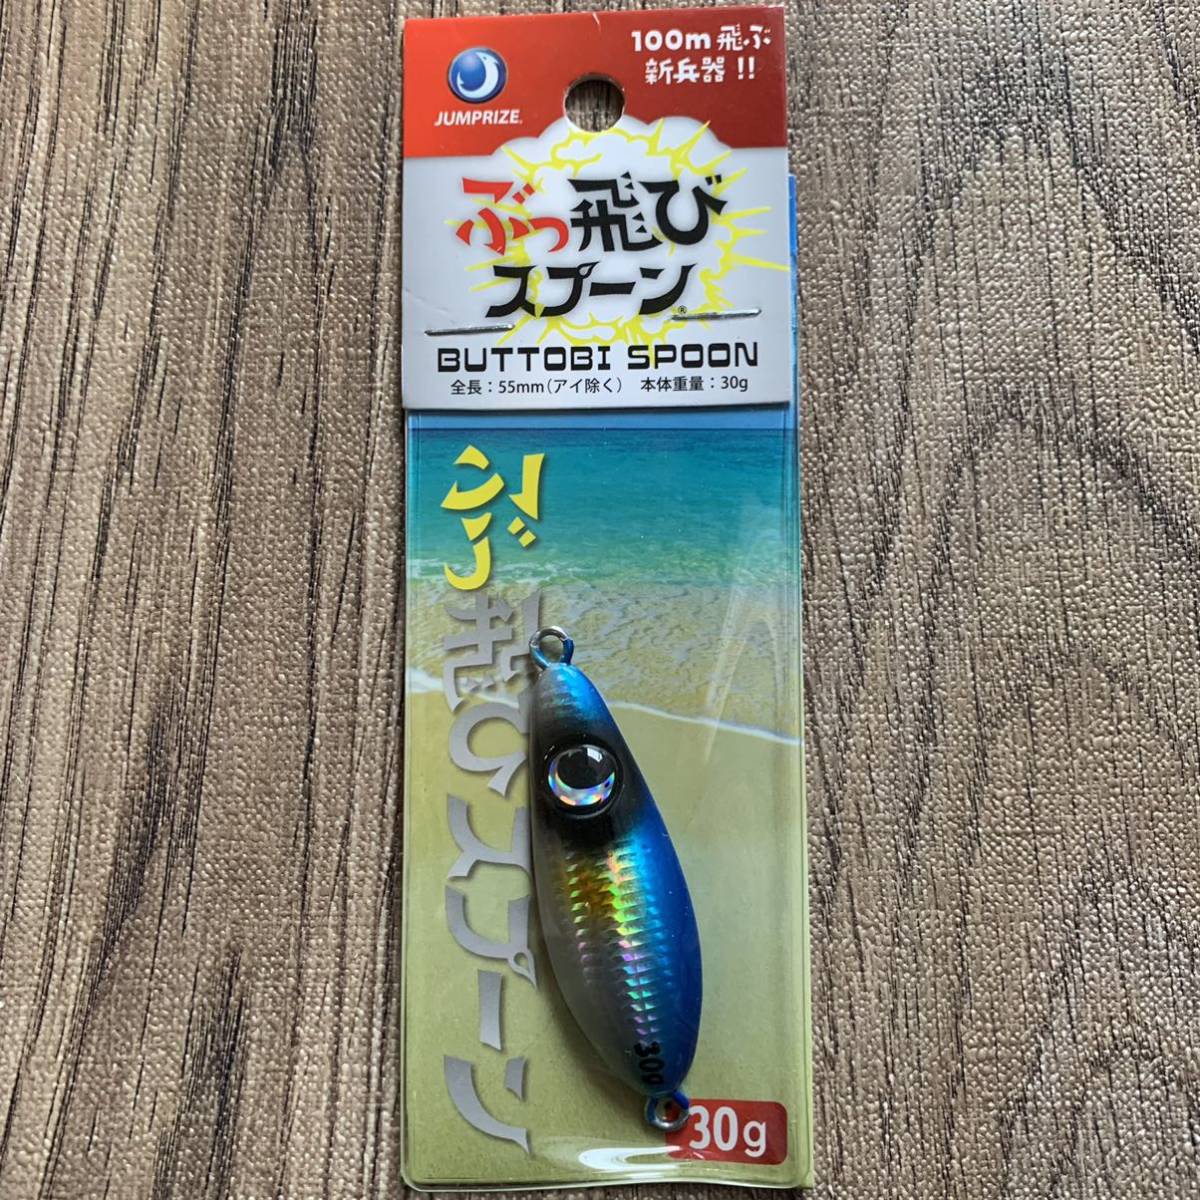 100m飛ぶ
新兵器!!
JUMPRIZE.
ぶっ飛び
スプーン®
BUTTOBI SPOON
全長:55mm(アイ除く) 本体重量:30g
ぶっ飛びスプーン
30g
30g